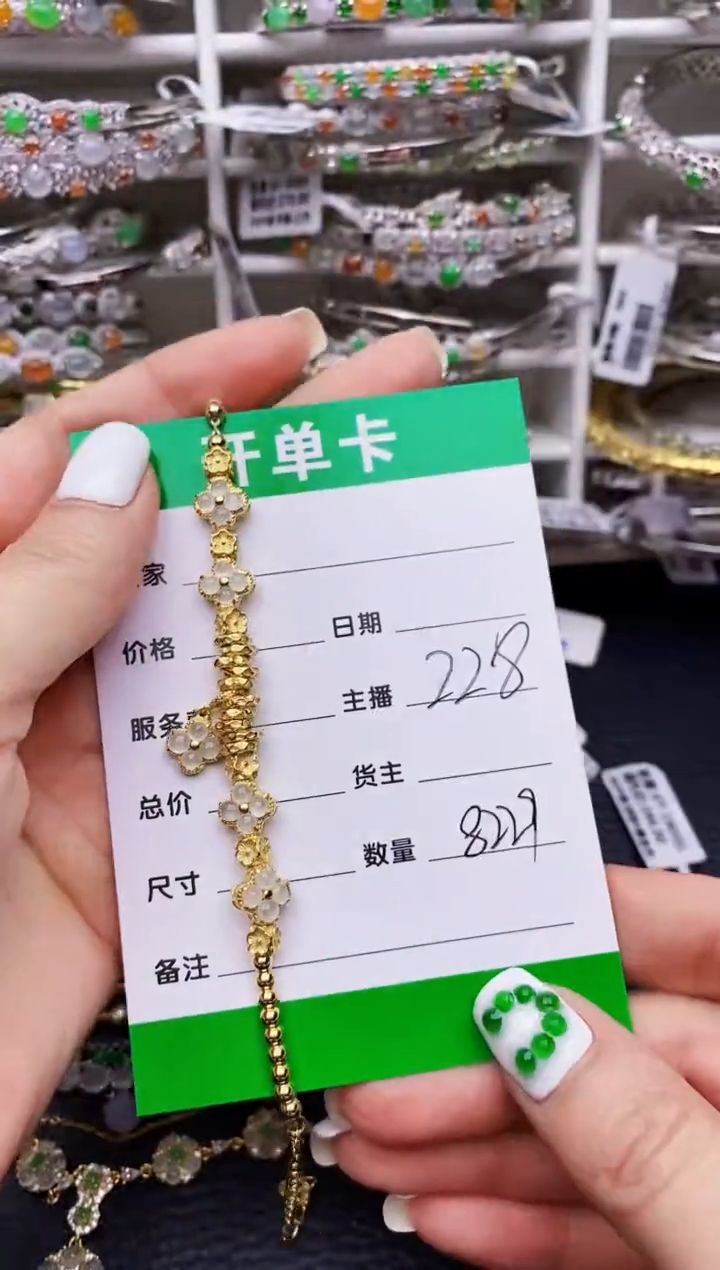 开单卡
家
价格 日期
服务 主播 228
总价 货主
尺寸 数量 8229
备注